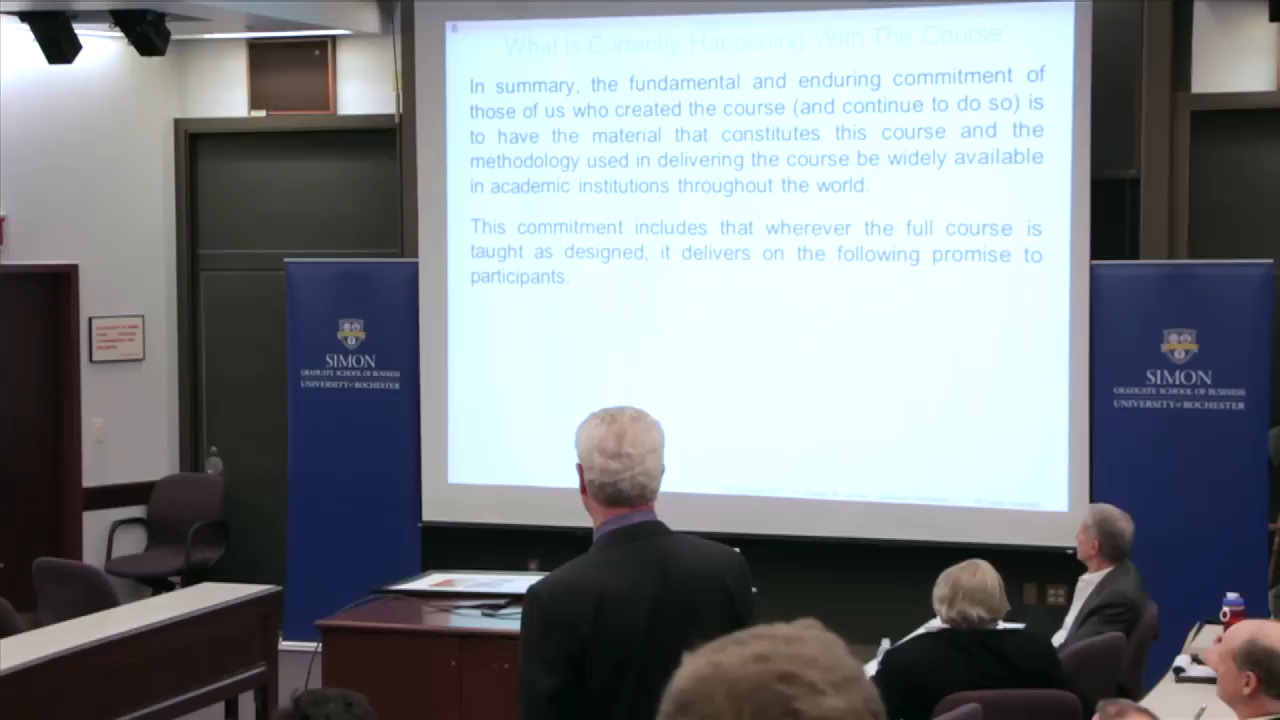 What Is Currently Happening With The Course
In summary, the fundamental and enduring commitment of
those of us who created the course (and continue to do so) is
to have the material that constitutes this course and the
methodology used in delivering the course be widely available
in academic institutions throughout the world.
This commitment includes that wherever the full course is
taught as designed, it delivers on the following promise to
participants.
SIMON
GRADUATE SCHOOL OF BUSINESS
UNIVERSITY of ROCHESTER
SIMON
GRADUATE SCHOOL OF BUSINESS
UNIVERSITY of ROCHESTER